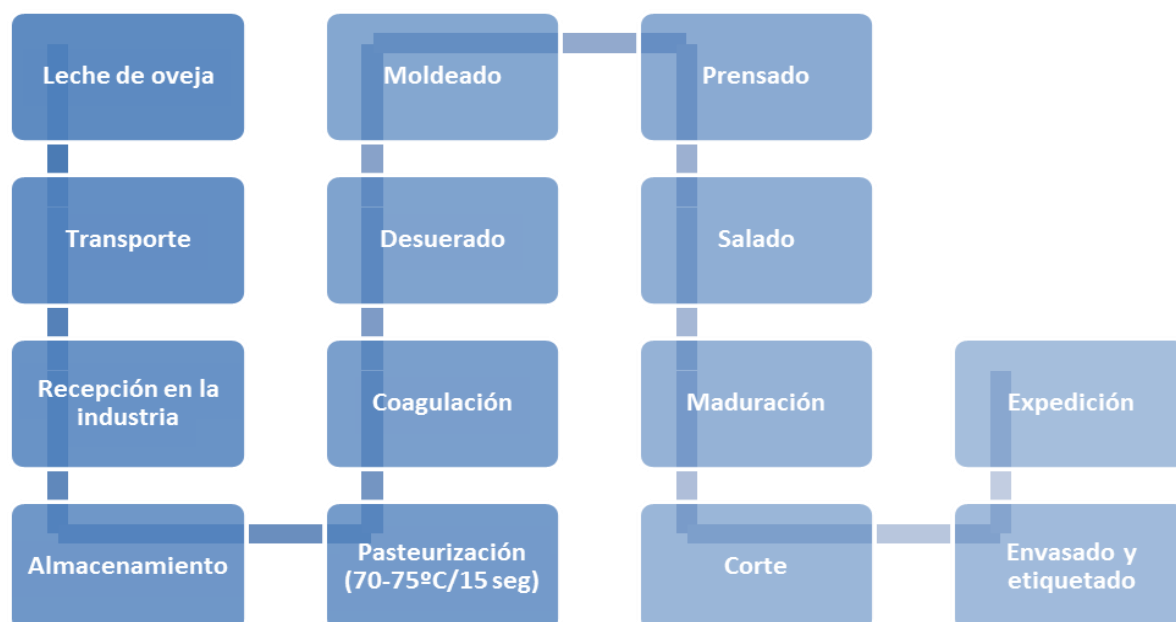 Leche de oveja
Transporte
Recepción en la
industria
Almacenamiento
Pasteurización
(70-75ºC/15 seg)
Coagulación
Desuerado
Moldeado
Prensado
Salado
Maduración
Corte
Envasado y
etiquetado
Expedición